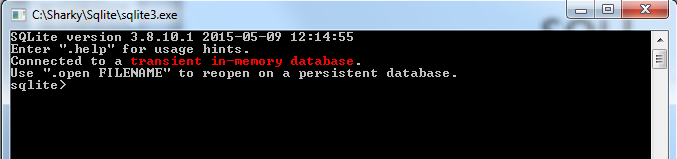 C:\Sharky\Sqlite\sqlite3.exe
SQLite version 3.8.10.1 2015-05-09 12:14:55
Enter ".help" for usage hints.
Connected to a transient in-memory database.
Use ".open FILENAME" to reopen on a persistent database.
sqlite>